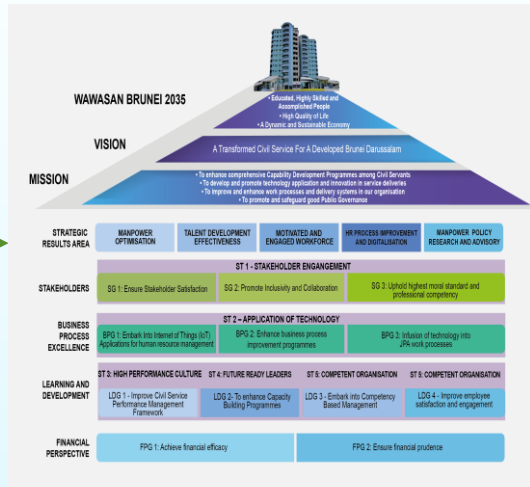 WAWASAN BRUNEI 2035
• Educated, Highly Skilled and
Accomplished People
• High Quality of Life
• A Dynamic and Sustainable Economy
VISION
A Transformed Civil Service For A Developed Brunei Darussalam
MISSION
• To enhance comprehensive Capability Development Programmes among Civil Servants
• To develop and promote technology application and innovation in service deliveries
• To improve and enhance work processes and delivery systems in our organisation
• To promote and safeguard good Public Governance
STRATEGIC
RESULTS AREA
MANPOWER
OPTIMISATION
TALENT DEVELOPMENT
EFFECTIVENESS
MOTIVATED AND
ENGAGED WORKFORCE
HR PROCESS IMPROVEMENT
AND DIGITALISATION
MANPOWER POLICY
RESEARCH AND ADVISORY
ST 1 - STAKEHOLDER ENGANGEMENT
STAKEHOLDERS
SG 1: Ensure Stakeholder Satisfaction
SG 2: Promote Inclusivity and Collaboration
SG 3: Uphold highest moral standard and
professional competency
ST 2 – APPLICATION OF TECHNOLOGY
BUSINESS
PROCESS
EXCELLENCE
BPG 1: Embark into Internet of Things (IoT)
Applications for human resource management
BPG 2: Enhance business process
improvement programmes
BPG 3: Infusion of technology into
JPA work processes
LEARNING AND
DEVELOPMENT
ST 3: HIGH PERFORMANCE CULTURE
ST 4: FUTURE READY LEADERS
ST 5: COMPETENT ORGANISATION
ST 5: COMPETENT ORGANISATION
LDG 1 - Improve Civil Service
Performance Management
Framework
LDG 2- To enhance Capacity
Building Programmes
LDG 3 - Embark into Competency
Based Management
LDG 4 - Improve employee
satisfaction and engagement
FINANCIAL
PERSPECTIVE
FPG 1: Achieve financial efficacy
FPG 2: Ensure financial prudence